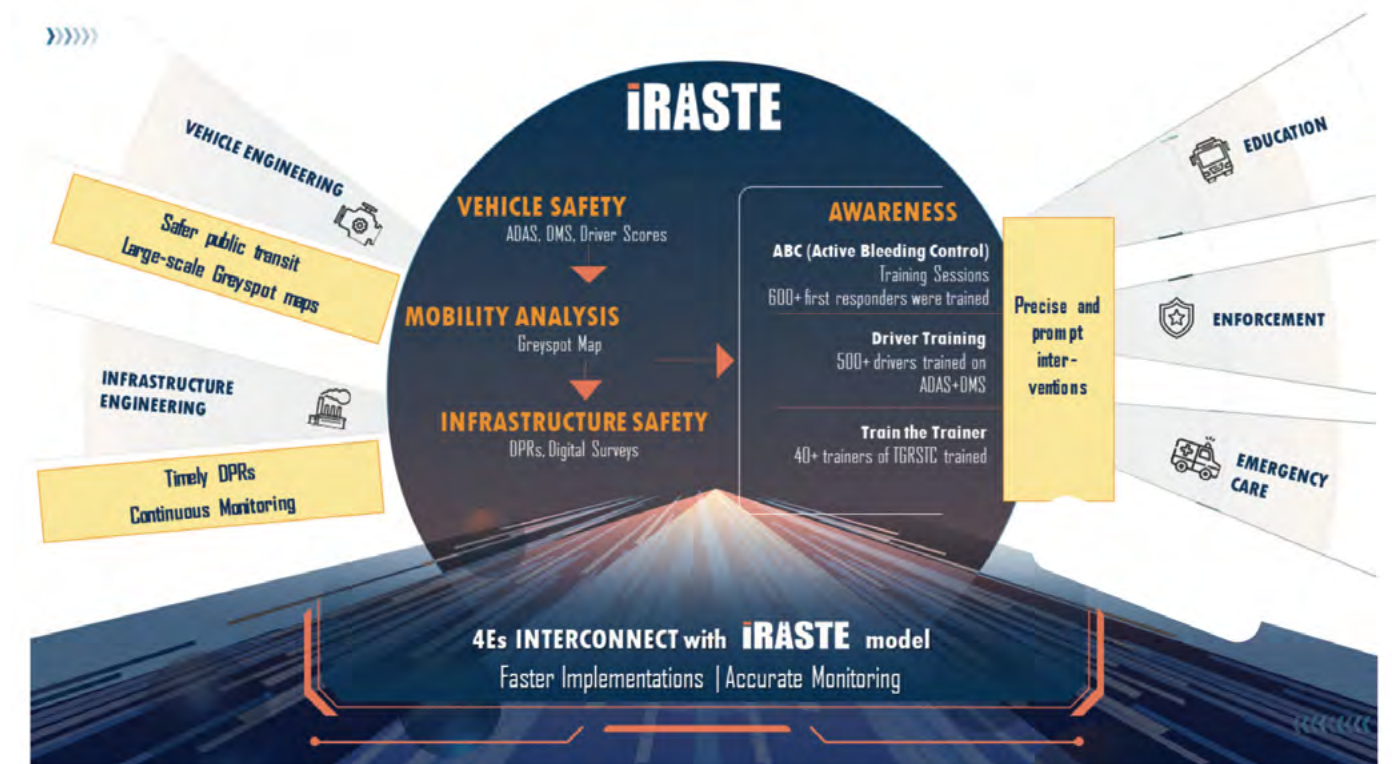 iRASTE
VEHICLE ENGINEERING
Safer public transit
Large-scale Greyspot maps
INFRASTRUCTURE
ENGINEERING
Timely DPRs
Continuous Monitoring
VEHICLE SAFETY
ADAS, DMS, Driver Scores
MOBILITY ANALYSIS
Greyspot Map
INFRASTRUCTURE SAFETY
DPRs, Digital Surveys
AWARENESS
ABC (Active Bleeding Control)
Training Sessions
600+ first responders were trained
Driver Training
500+ drivers trained on
ADAS+DMS
Train the Trainer
40+ trainers of TGRSTC trained
Precise and
prompt
inter-
ventions
EDUCATION
ENFORCEMENT
EMERGENCY
CARE
4Es INTERCONNECT with iRASTE model
Faster Implementations | Accurate Monitoring